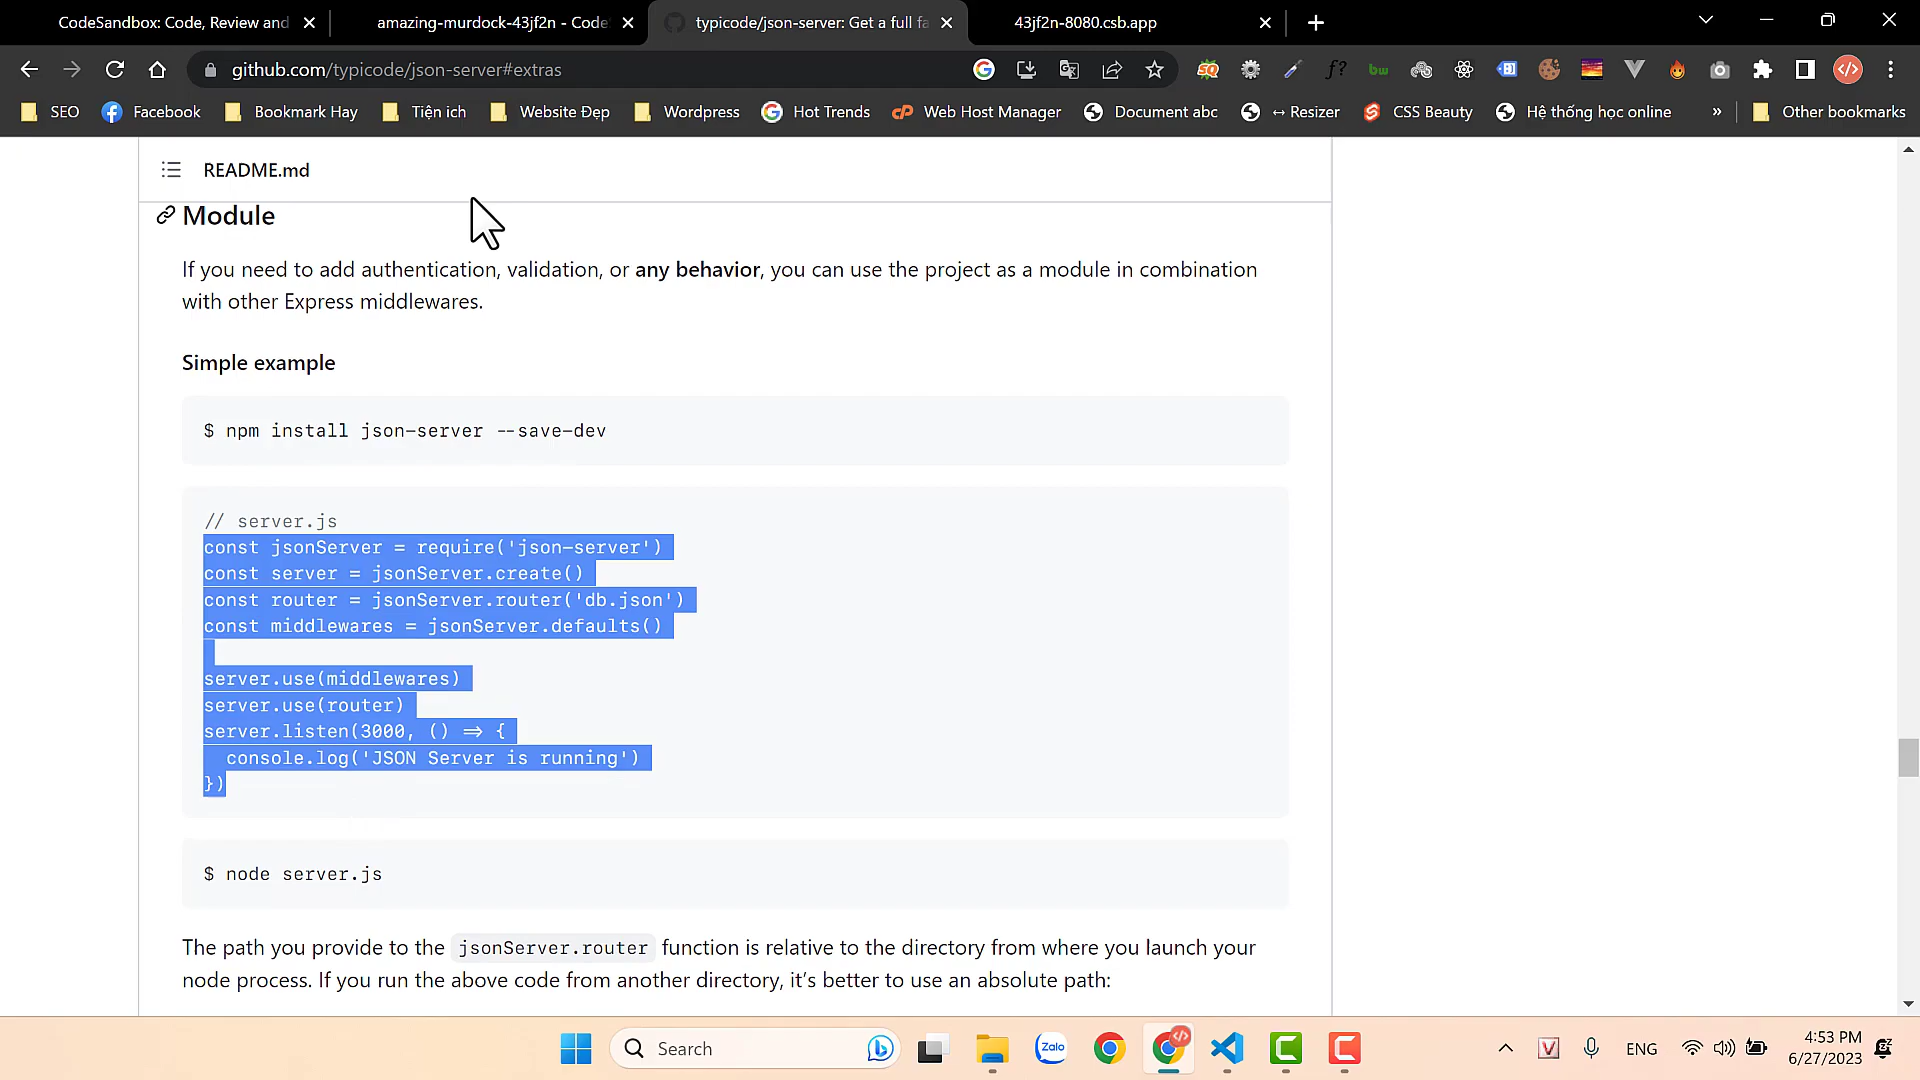 CodeSandbox: Code, Review and
amazing-murdock-43jf2n - Code
typicode/json-server: Get a full fa
43jf2n-8080.csb.app
github.com/typicode/json-server#extras
SEO
Facebook
Bookmark Hay
Tiện ích
Website Đẹp
Wordpress
Hot Trends
Web Host Manager
Document abc
↔ Resizer
CSS Beauty
Hệ thống học online
»
Other bookmarks
README.md
Module
If you need to add authentication, validation, or any behavior, you can use the project as a module in combination
with other Express middlewares.
Simple example
$ npm install json-server --save-dev
// server.js
const jsonServer = require('json-server')
const server = jsonServer.create()
const router = jsonServer.router('db.json')
const middlewares = jsonServer.defaults()
server.use(middlewares)
server.use(router)
server.listen(3000, () => {
console.log('JSON Server is running')
})
$ node server.js
The path you provide to the jsonServer.router function is relative to the directory from where you launch your
node process. If you run the above code from another directory, it's better to use an absolute path:
Search
Zalo
ENG
4:53 PM
6/27/2023